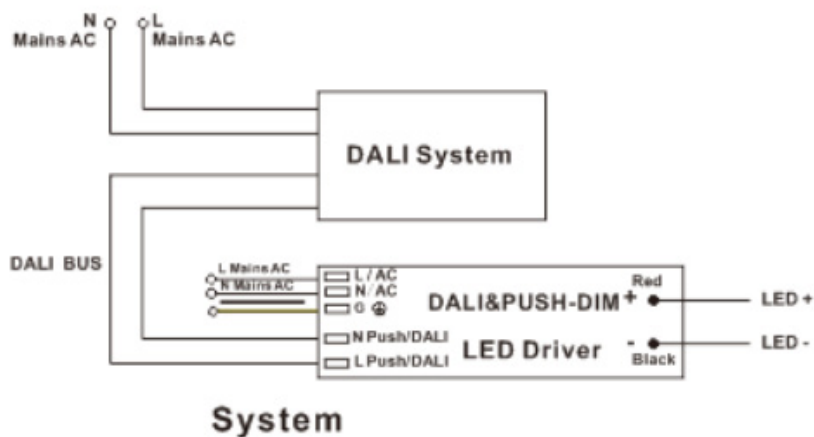 N
Mains AC
L
Mains AC
DALI System
DALI BUS
L Mains AC
N Mains AC
L / AC
N/AC
G
N Push/DALI
L Push/DALI
DALI&PUSH-DIM
LED Driver
+
Red
-
Black
LED +
LED -
System